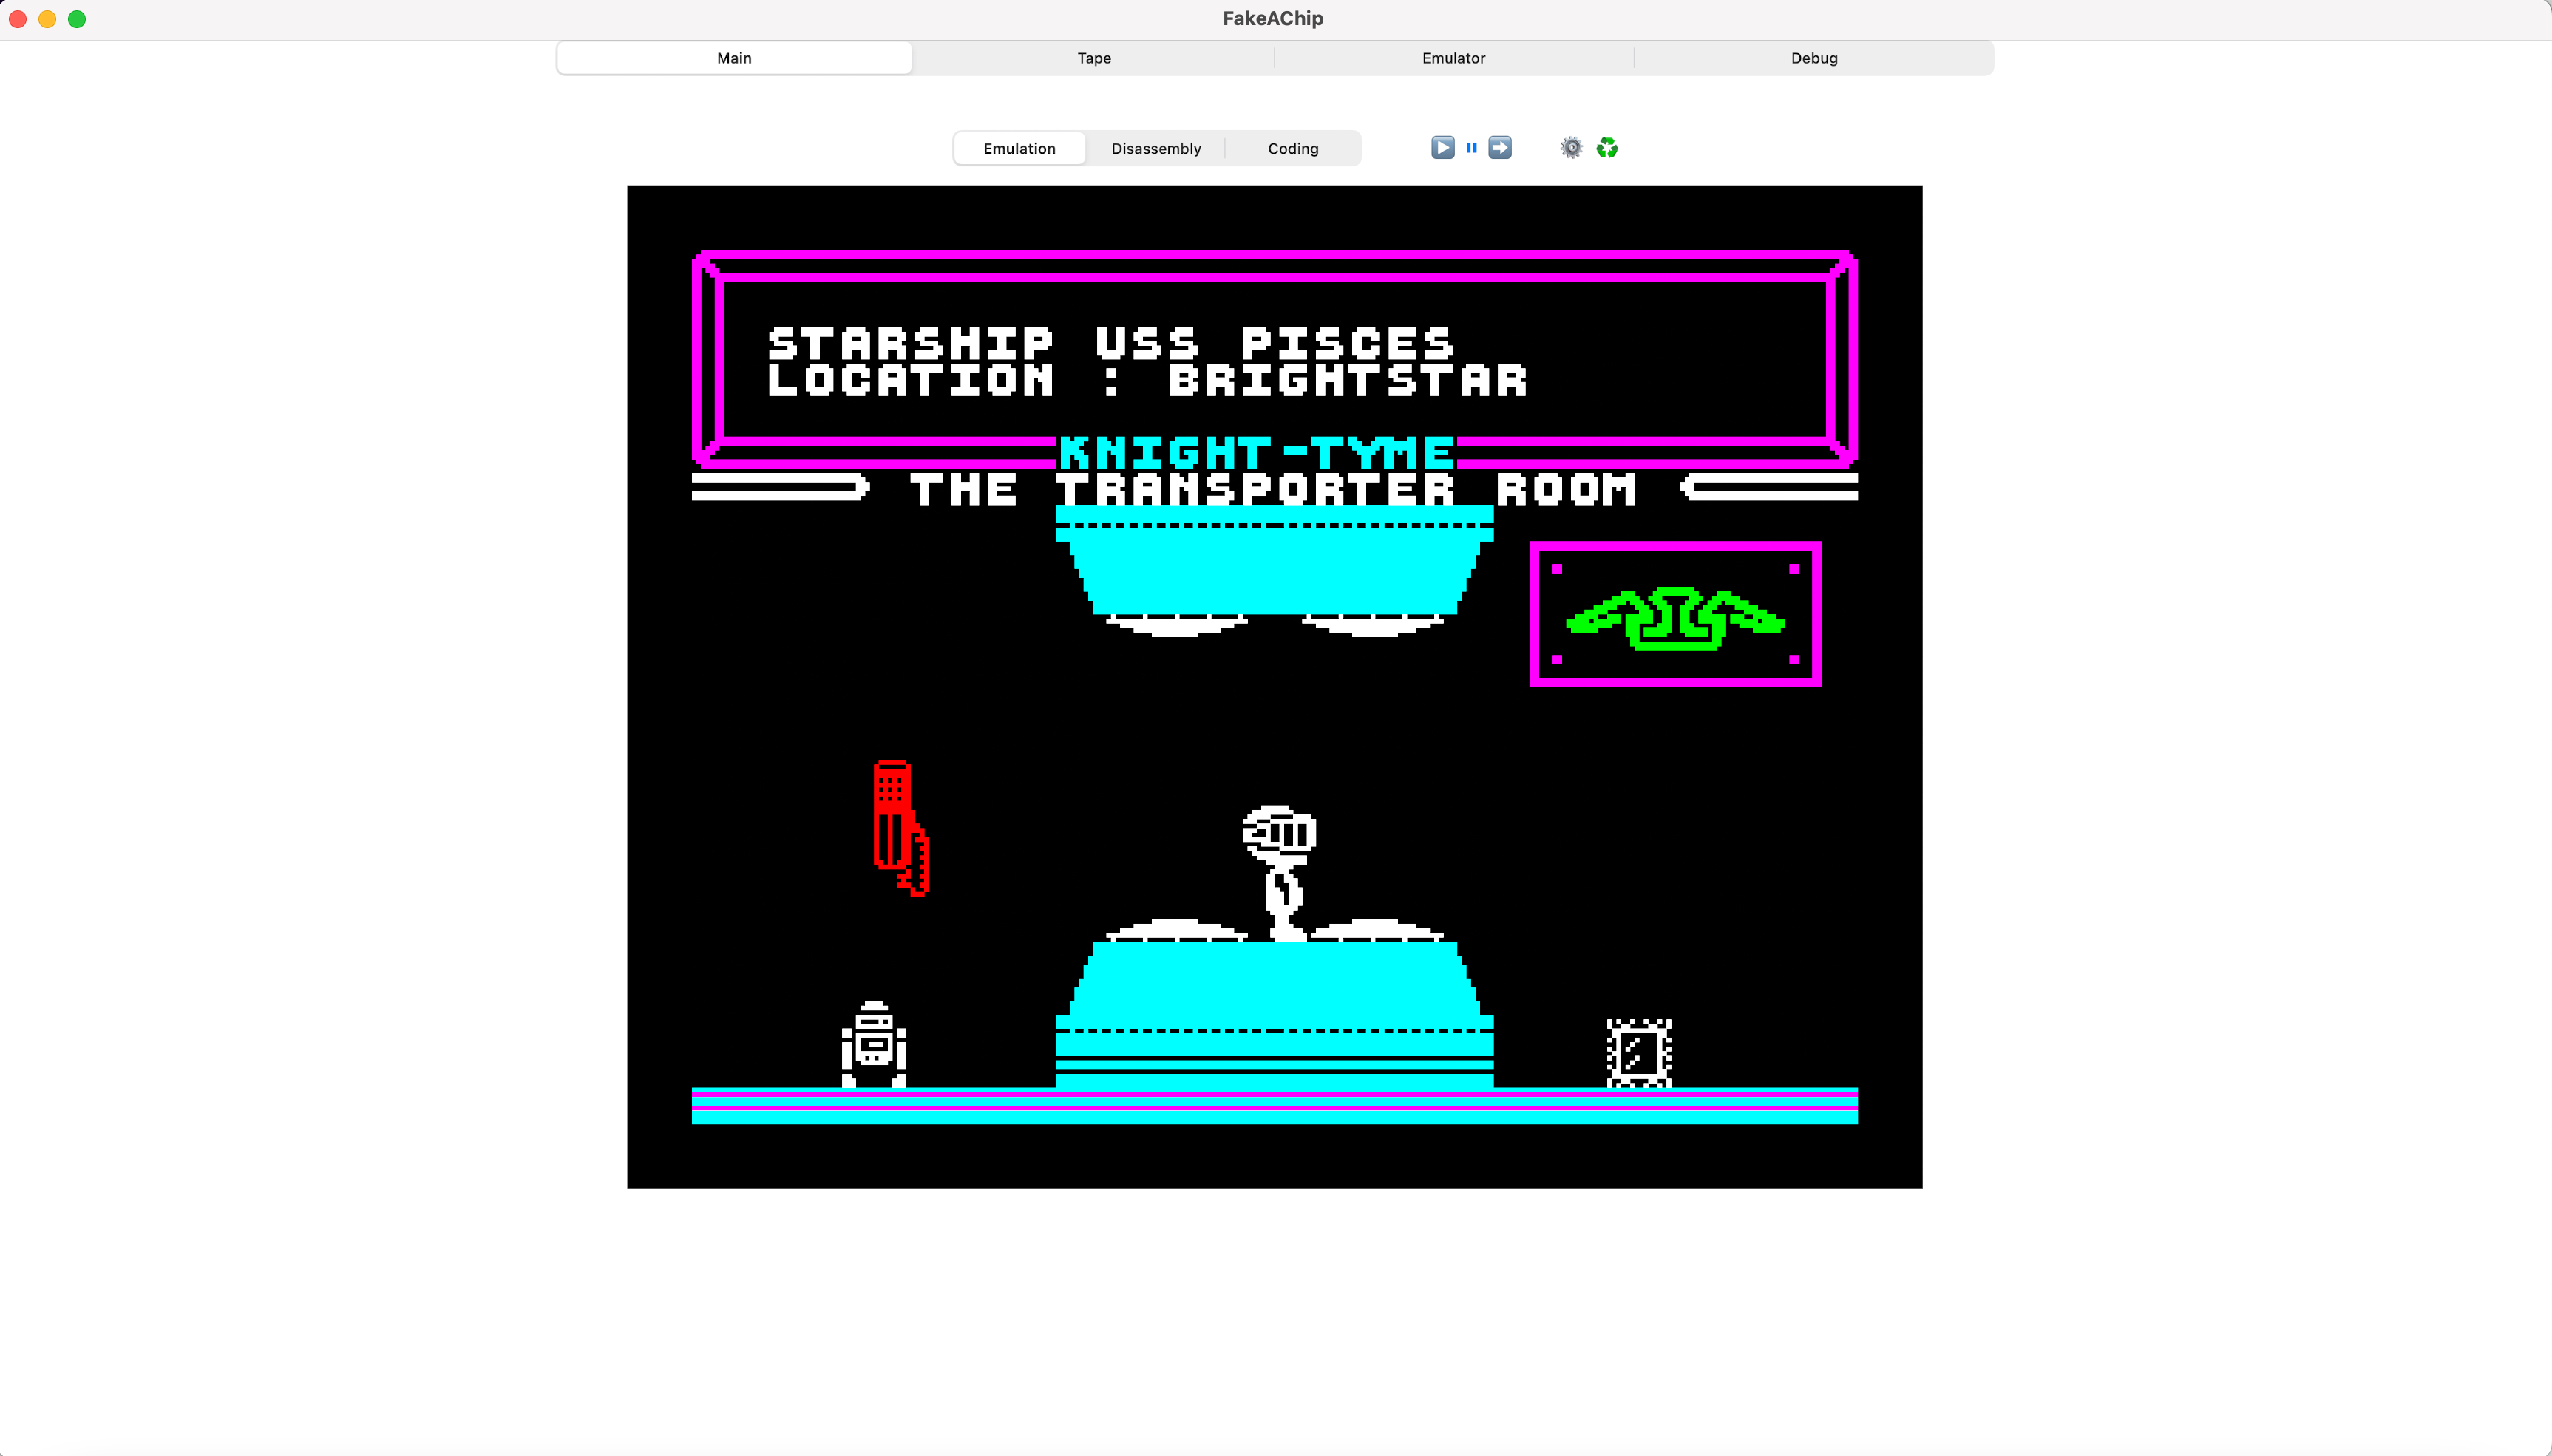 FakeAChip
Main Tape Emulator Debug
Emulation Disassembly Coding
STARSHIP USS PISCES
LOCATION : BRIGHTSTAR
KNIGHT-TYME
THE TRANSPORTER ROOM